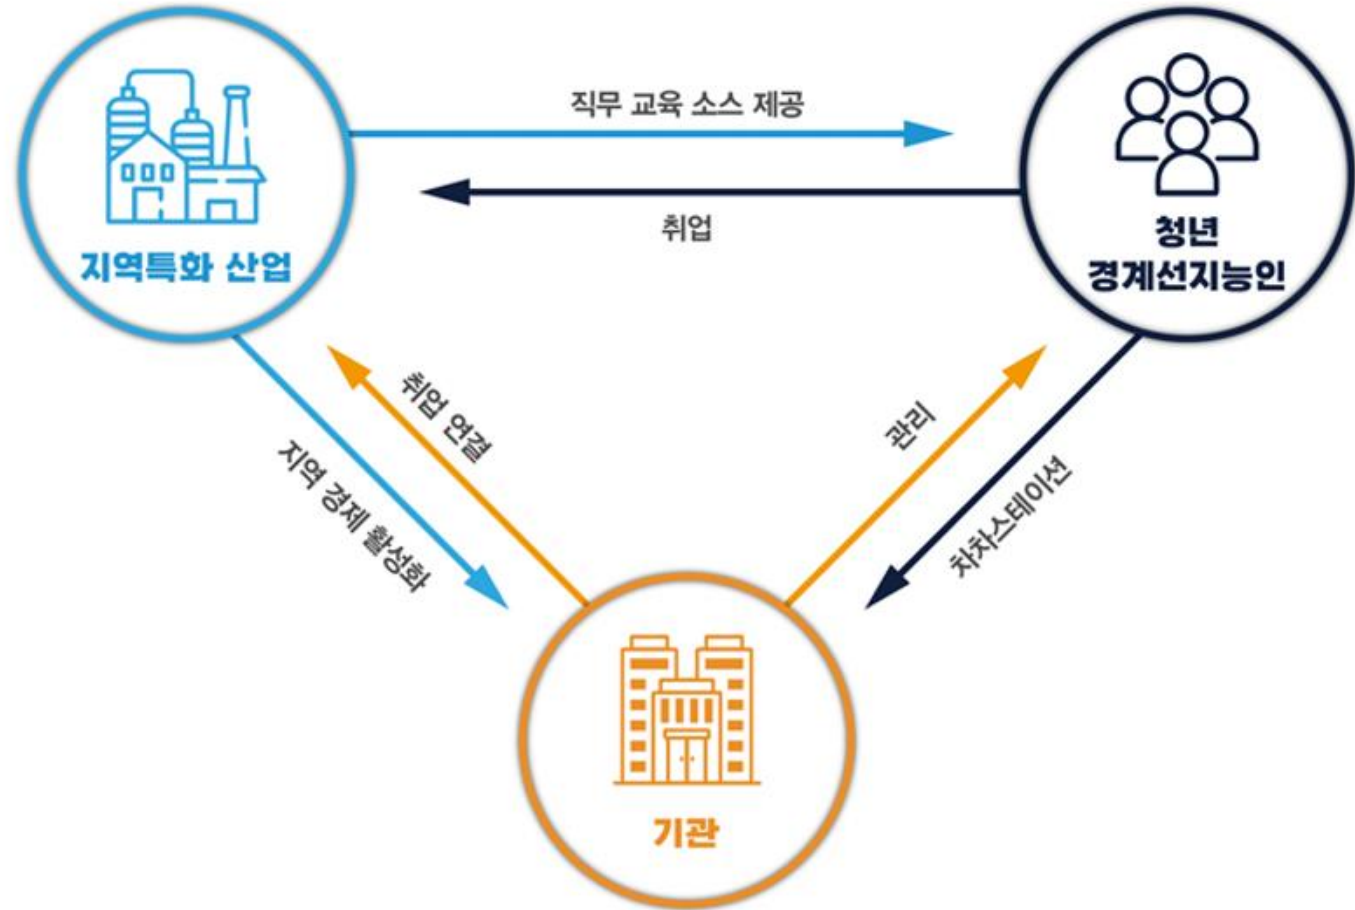 직무 교육 소스 제공
취업
지역특화 산업
청년
경계선지능인
취업 연결
지역 경제 활성화
관리
차차스테이션
기관